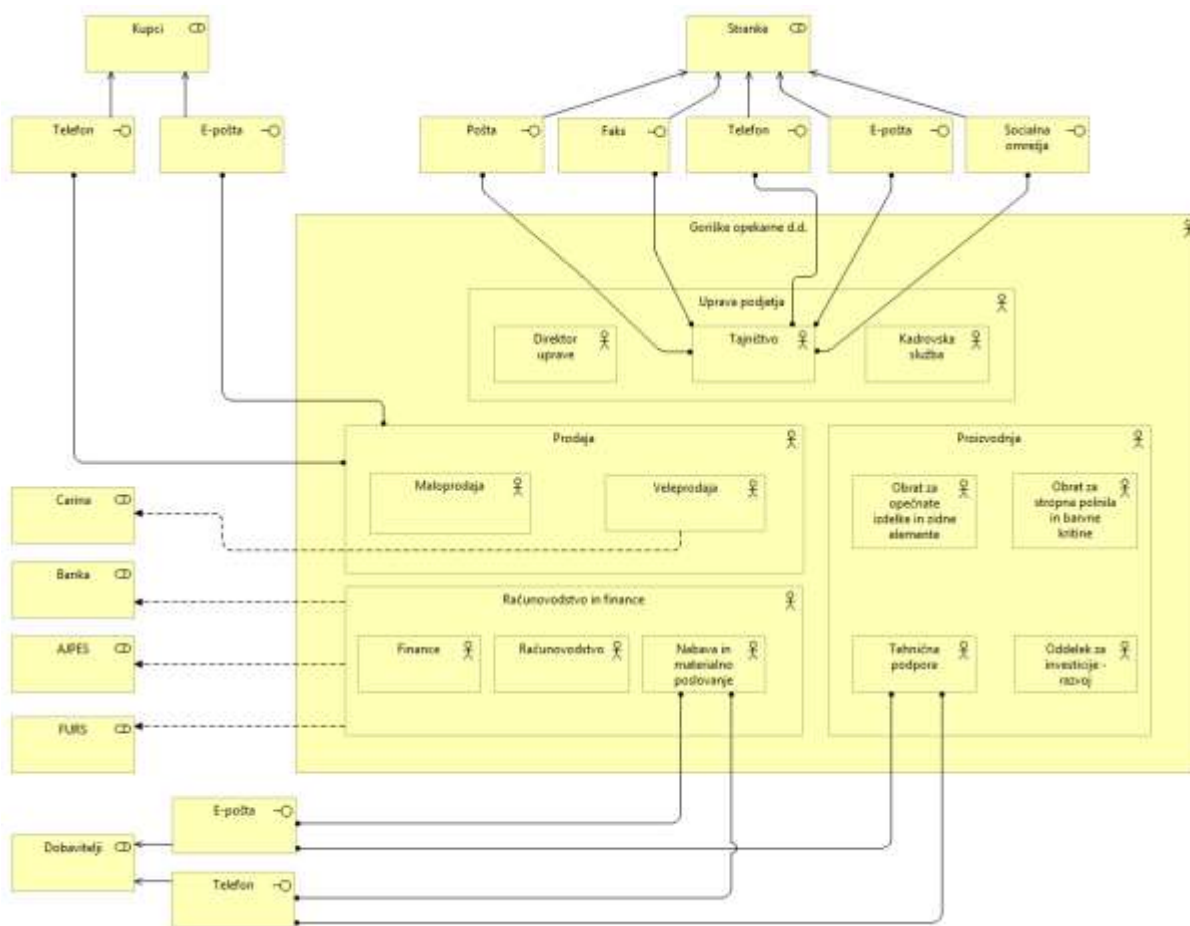 Kupci
Stranka
Telefon
E-pošta
Pošta
Faks
Telefon
E-pošta
Socialna
omrežja
Goriške opekarne d.d.
Uprava podjetja
Direktor
uprave
Tajništvo
Kadrovska
služba
Prodaja
Maloprodaja
Veleprodaja
Proizvodnja
Obrat za
opečnate
izdelke in zidne
elemente
Obrat za
stropna polnila
in barvne
kritine
Carina
Banka
AJPES
FURS
Računovodstvo in finance
Finance
Računovodstvo
Nabava in
materialno
poslovanje
Tehnična
podpora
Oddelek za
investicije -
razvoj
E-pošta
Dobavitelji
Telefon